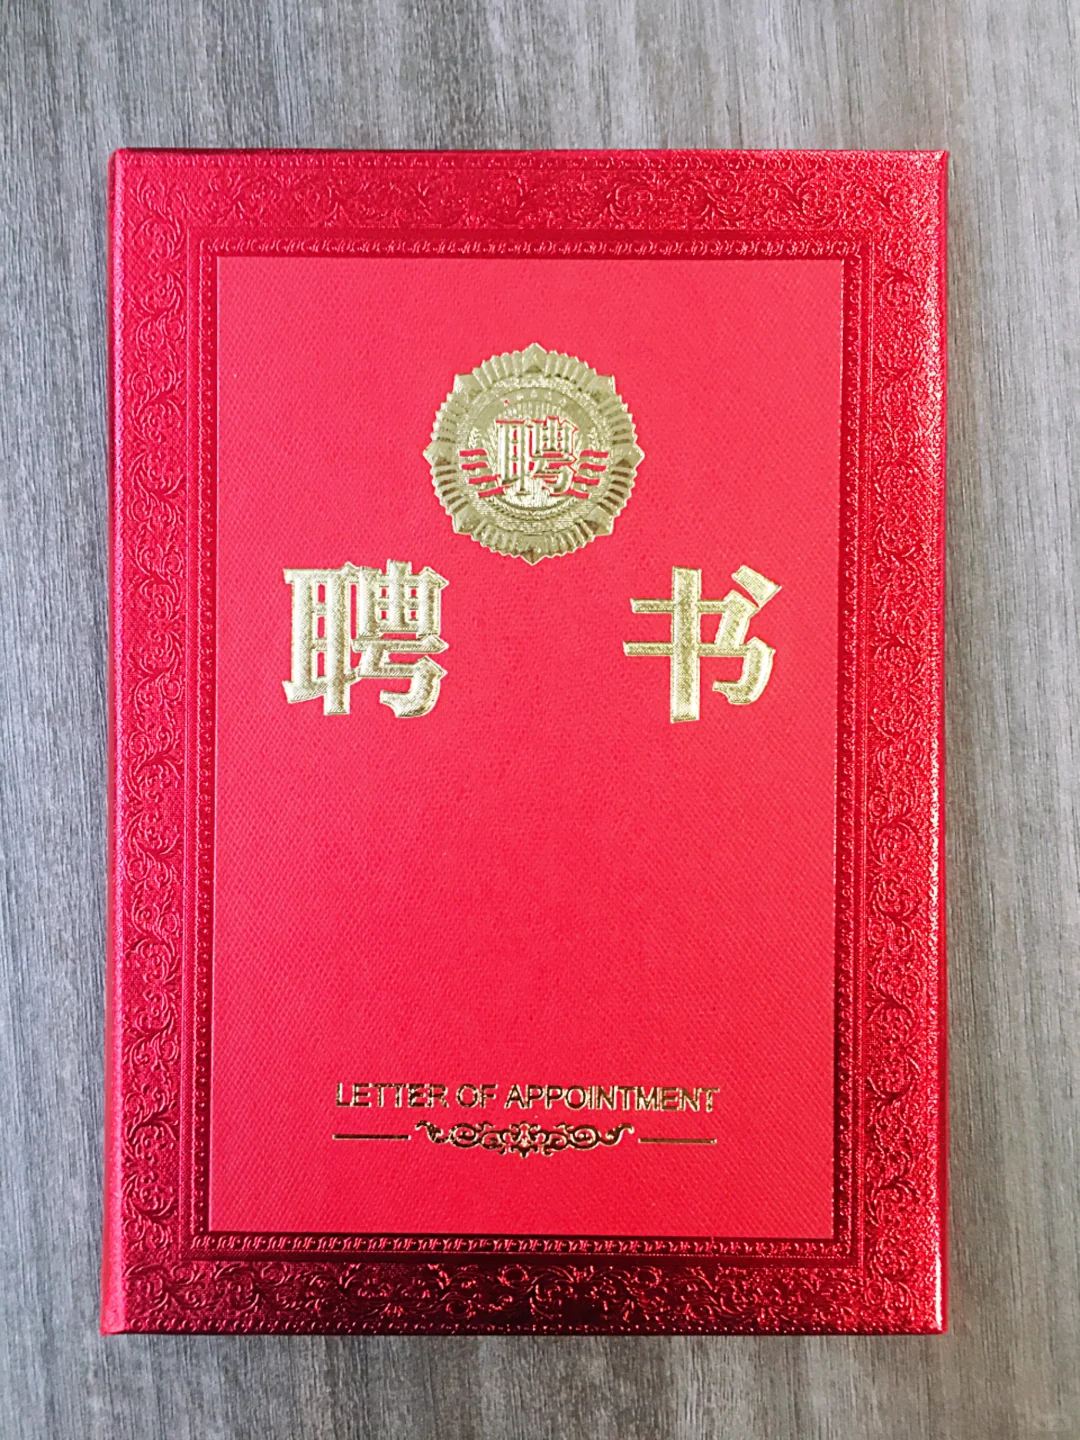 聘
聘 书
LETTER OF APPOINTMENT